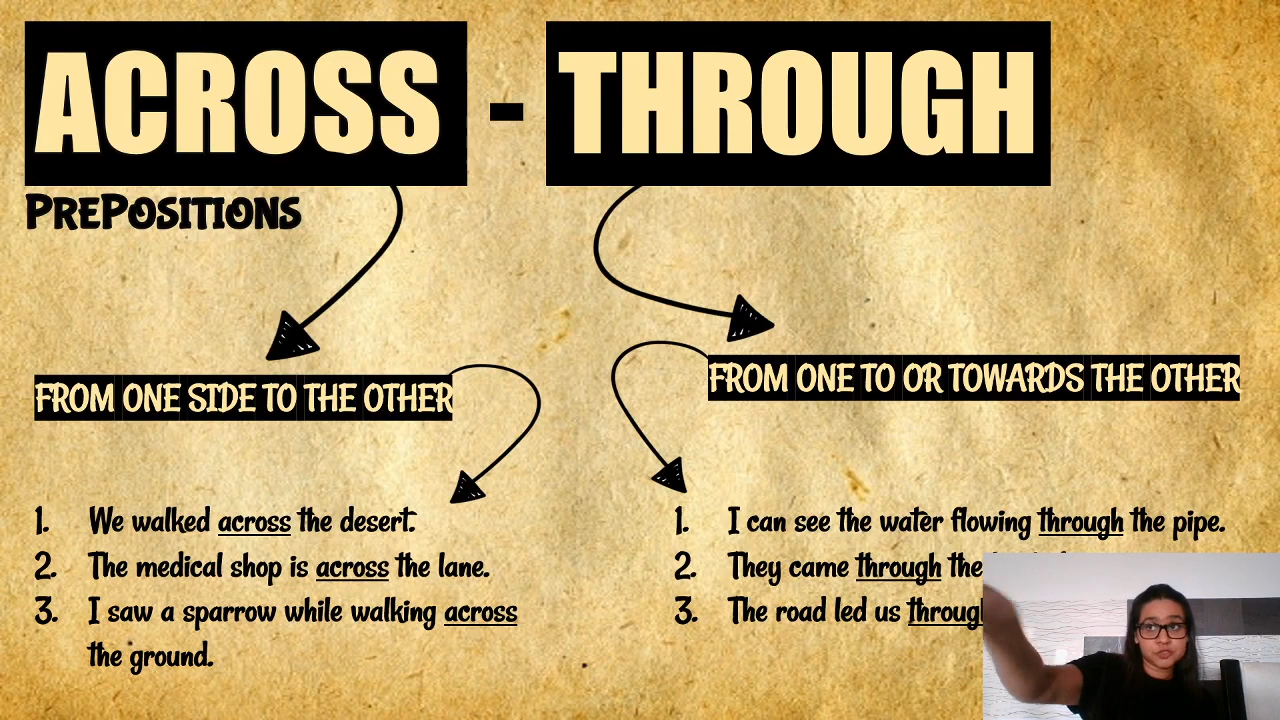 ACROSS - THROUGH
PREPOSITIONS
FROM ONE SIDE TO THE OTHER
FROM ONE TO OR TOWARDS THE OTHER
1. We walked across the desert.
2. The medical shop is across the lane.
3. I saw a sparrow while walking across
the ground.
1. I can see the water flowing through the pipe.
2. They came through the
3. The road led us through